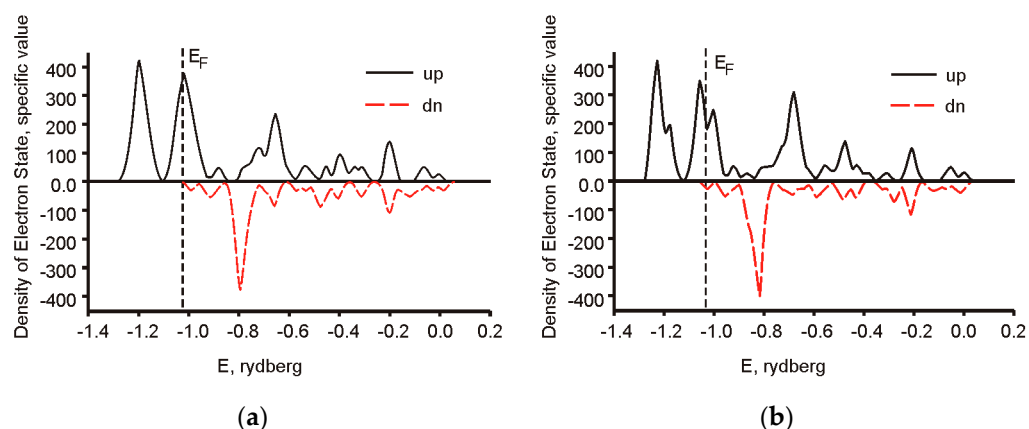 Density of Electron State, specific value
400
300
200
100
0.0
-100
-200
-300
-400
E_F
up
dn
-1.4 -1.2 -1.0 -0.8 -0.6 -0.4 -0.2 0.0 0.2
E, rydberg
(a)
Density of Electron State, specific value
400
300
200
100
0.0
-100
-200
-300
-400
E_F
up
dn
-1.4 -1.2 -1.0 -0.8 -0.6 -0.4 -0.2 0.0 0.2
E, rydberg
(b)